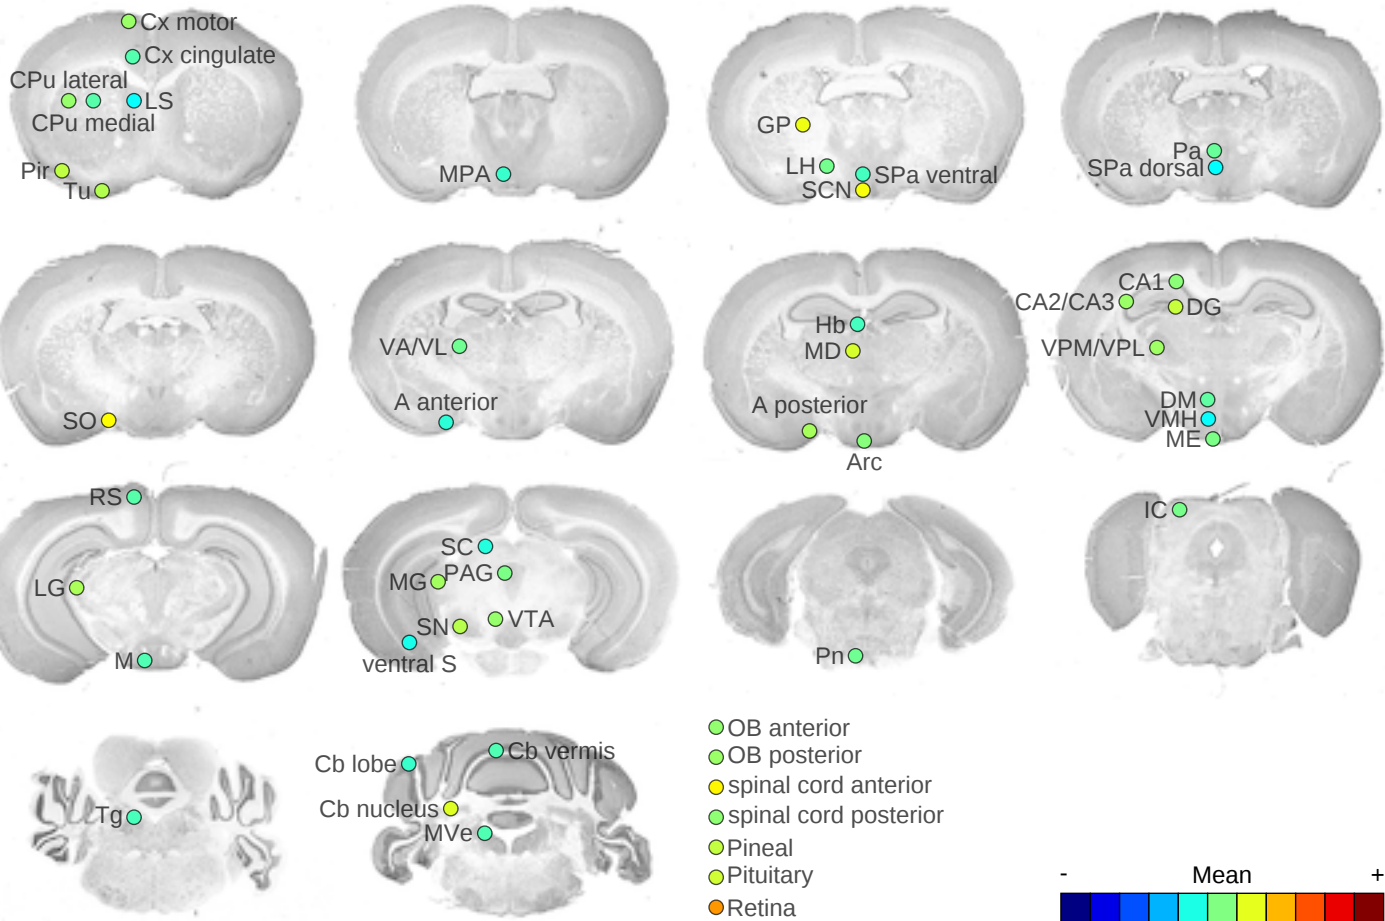 Cx motor
Cx cingulate
CPu lateral
LS
CPu medial
Pir
Tu
MPA
GP
LH
SPa ventral
SCN
Pa
SPa dorsal
SO
VA/VL
A anterior
Hb
MD
A posterior
Arc
CA1
CA2/CA3
DG
VPM/VPL
DM
VMH
ME
RS
LG
M
SC
MG
PAG
SN
VTA
ventral S
Pn
IC
Tg
Cb lobe
Cb vermis
Cb nucleus
MVe
OB anterior
OB posterior
spinal cord anterior
spinal cord posterior
Pineal
Pituitary
Retina
- Mean +